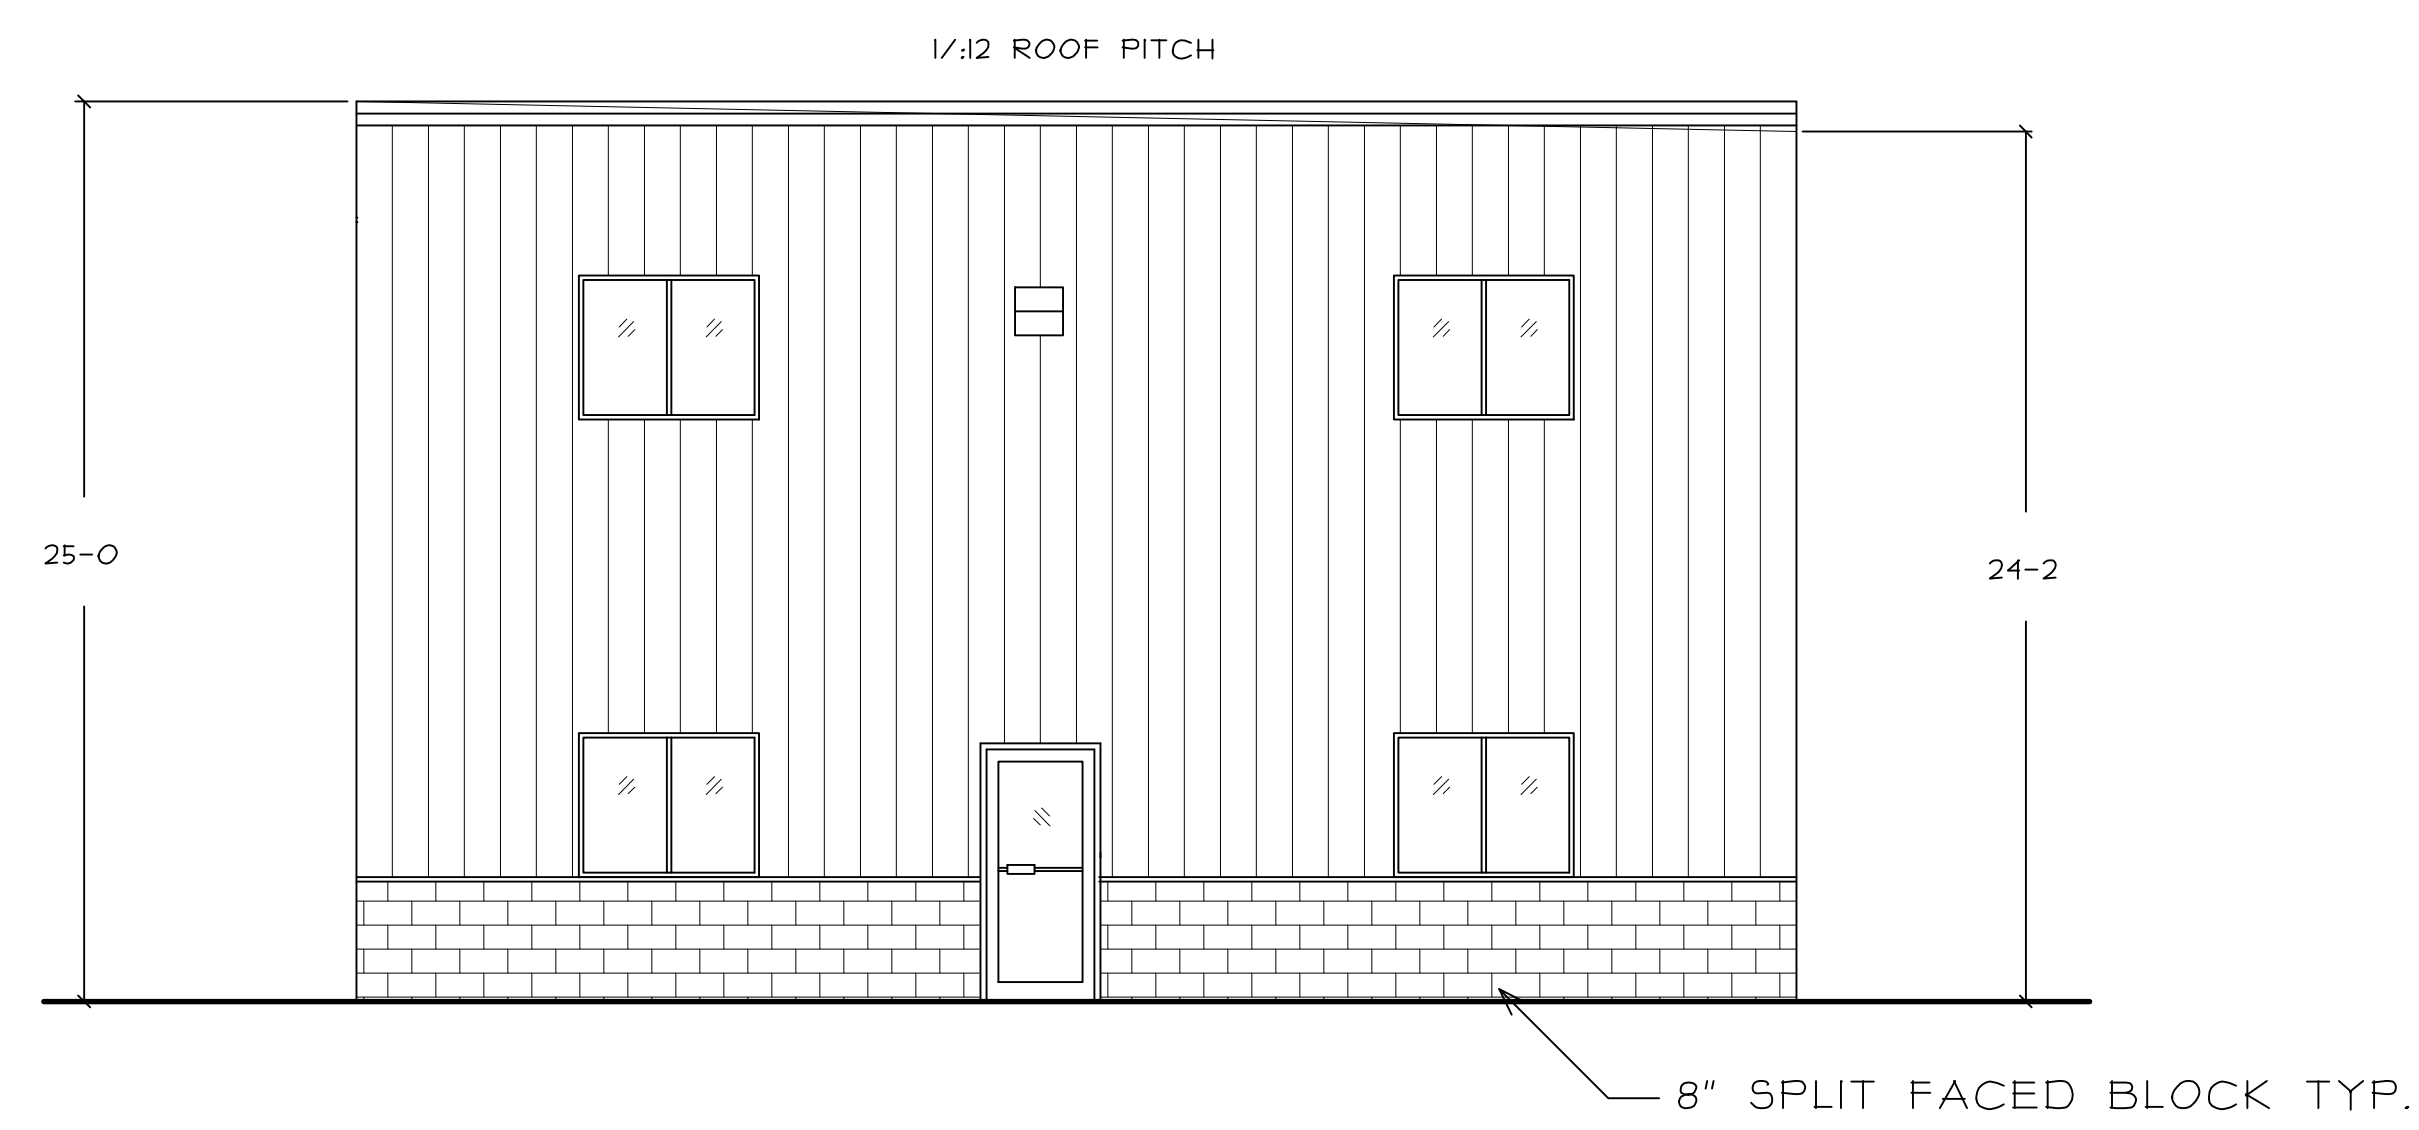 1/:12 ROOF PITCH
25-0
24-2
8" SPLIT FACED BLOCK TYP.